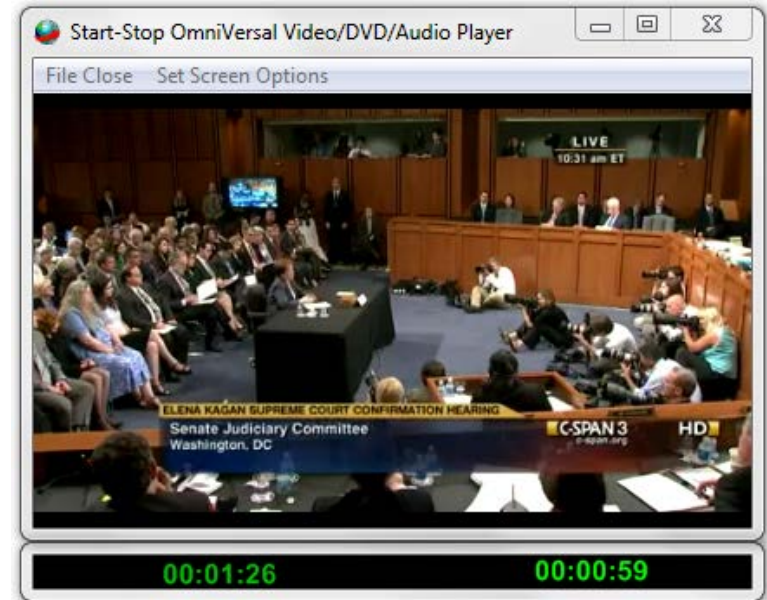 Start-Stop OmniVersal Video/DVD/Audio Player
File Close Set Screen Options
LIVE
10:31 am ET
ELENA KAGAN SUPREME COURT CONFIRMATION HEARING
Senate Judiciary Committee
Washington, DC
C-SPAN 3
c-span.org
HD
00:01:26
00:00:59